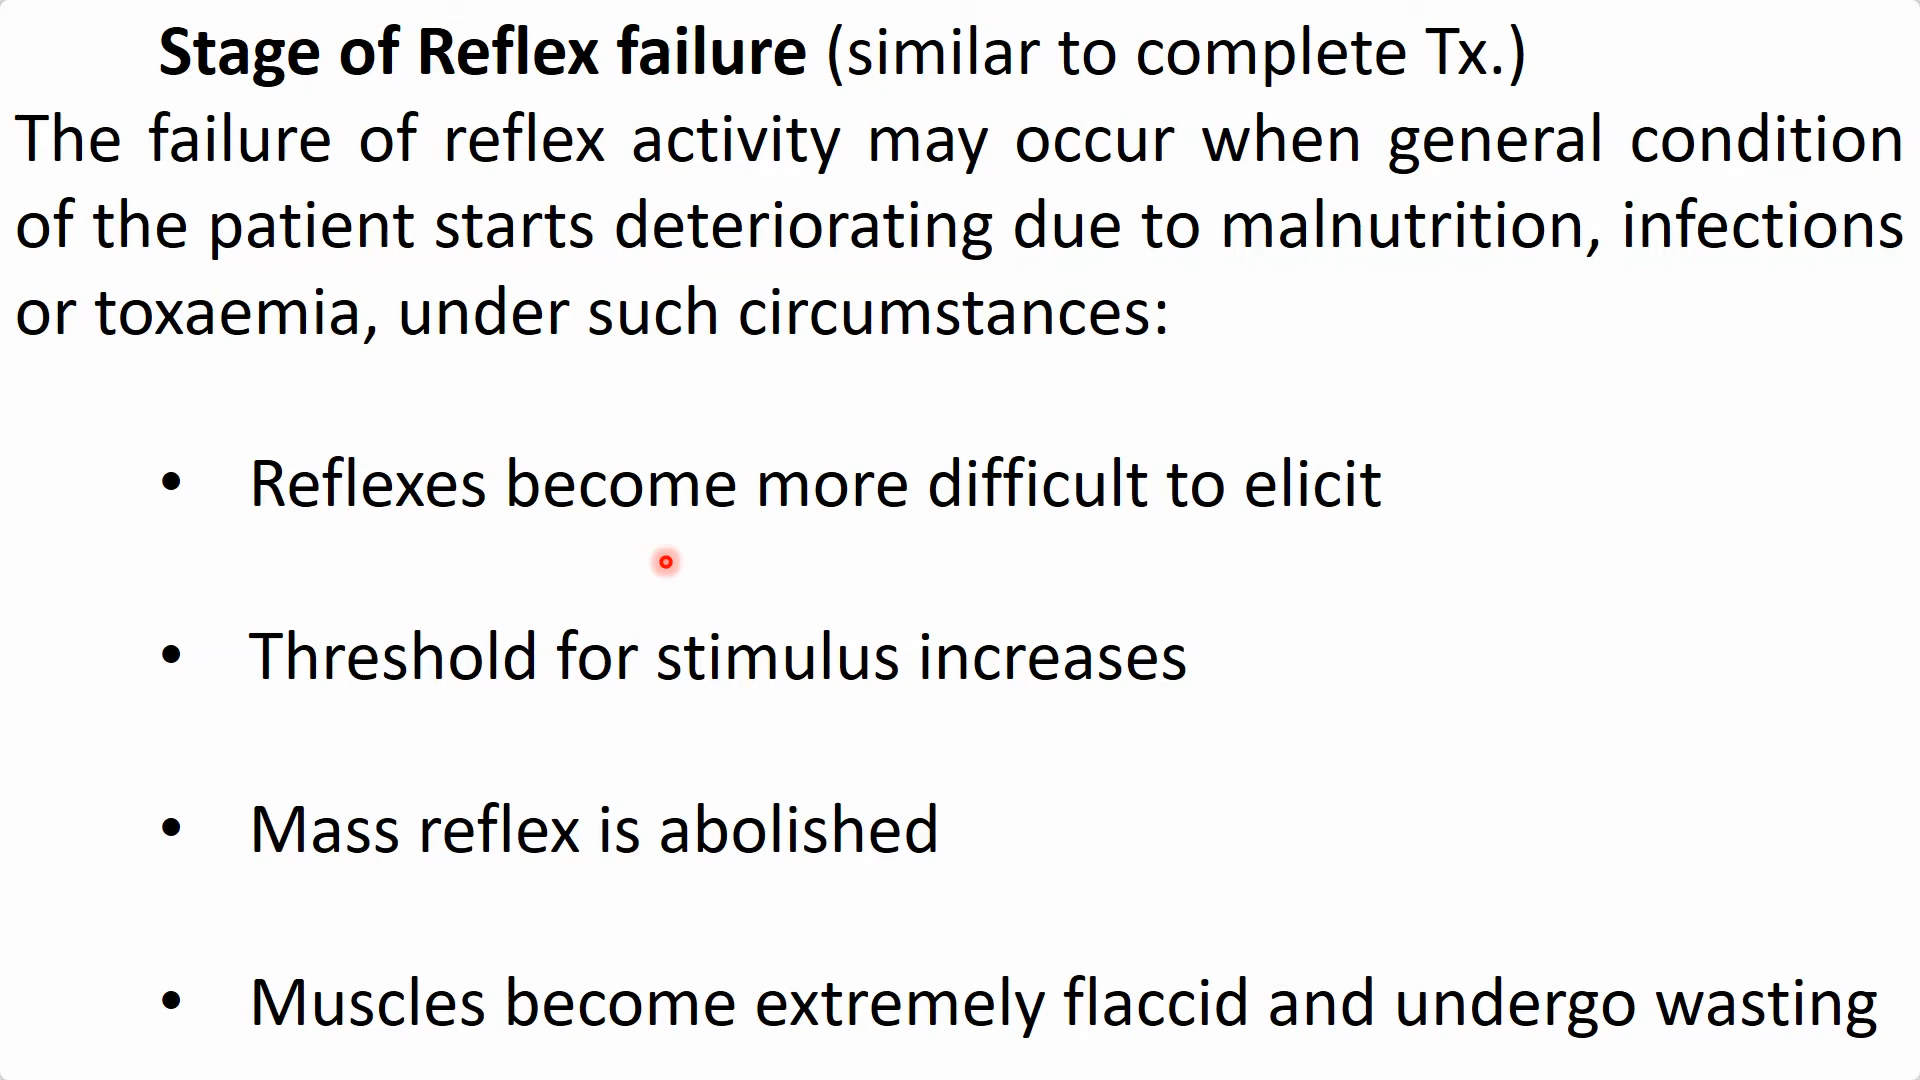 Stage of Reflex failure (similar to complete Tx.)
The failure of reflex activity may occur when general condition
of the patient starts deteriorating due to malnutrition, infections
or toxaemia, under such circumstances:
• Reflexes become more difficult to elicit
• Threshold for stimulus increases
• Mass reflex is abolished
• Muscles become extremely flaccid and undergo wasting